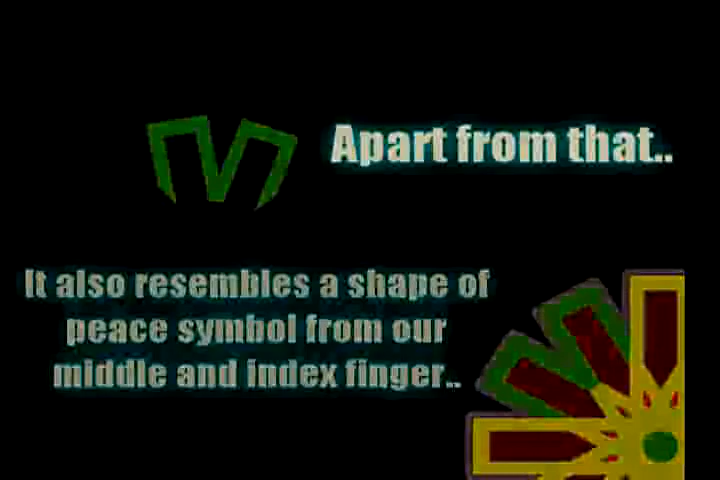 Apart from that..
It also resembles a shape of
peace symbol from our
middle and index finger..